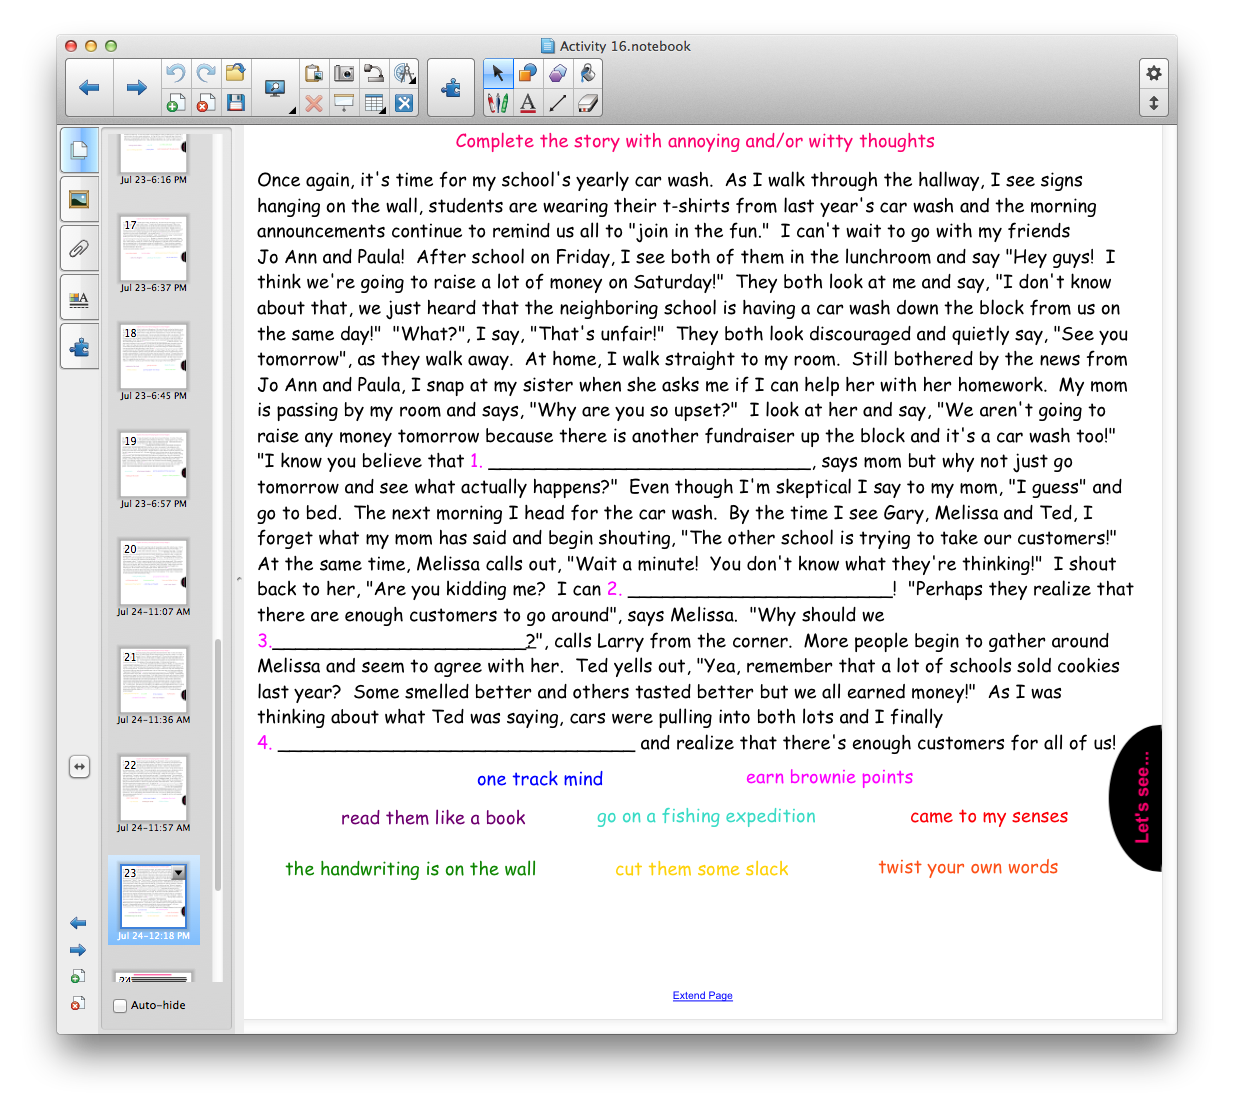 Activity 16.notebook
Jul 23-6:16 PM
17
Jul 23-6:37 PM
18
Jul 23-6:45 PM
19
Jul 23-6:57 PM
20
Jul 24-11:07 AM
21
Jul 24-11:36 AM
22
Jul 24-11:57 AM
23
Jul 24-12:18 PM
24
Auto-hide
Complete the story with annoying and/or witty thoughts
Once again, it's time for my school's yearly car wash. As I walk through the hallway, I see signs
hanging on the wall, students are wearing their t-shirts from last year's car wash and the morning
announcements continue to remind us all to "join in the fun." I can't wait to go with my friends
Jo Ann and Paula! After school on Friday, I see both of them in the lunchroom and say "Hey guys! I
think we're going to raise a lot of money on Saturday!" They both look at me and say, "I don't know
about that, we just heard that the neighboring school is having a car wash down the block from us on
the same day!" "What?", I say, "That's unfair!" They both look discouraged and quietly say, "See you
tomorrow", as they walk away. At home, I walk straight to my room. Still bothered by the news from
Jo Ann and Paula, I snap at my sister when she asks me if I can help her with her homework. My mom
is passing by my room and says, "Why are you so upset?" I look at her and say, "We aren't going to
raise any money tomorrow because there is another fundraiser up the block and it's a car wash too!"
"I know you believe that 1. ______________________________, says mom but why not just go
tomorrow and see what actually happens?" Even though I'm skeptical I say to my mom, "I guess" and
go to bed. The next morning I head for the car wash. By the time I see Gary, Melissa and Ted, I
forget what my mom has said and begin shouting, "The other school is trying to take our customers!"
At the same time, Melissa calls out, "Wait a minute! You don't know what they're thinking!" I shout
back to her, "Are you kidding me? I can 2. _________________________! "Perhaps they realize that
there are enough customers to go around", says Melissa. "Why should we
3.________________________?", calls Larry from the corner. More people begin to gather around
Melissa and seem to agree with her. Ted yells out, "Yea, remember that a lot of schools sold cookies
last year? Some smelled better and others tasted better but we all earned money!" As I was
thinking about what Ted was saying, cars were pulling into both lots and I finally
4. _________________________________ and realize that there's enough customers for all of us!
one track mind earn brownie points
read them like a book go on a fishing expedition came to my senses
the handwriting is on the wall cut them some slack twist your own words
Let's see...
Extend Page